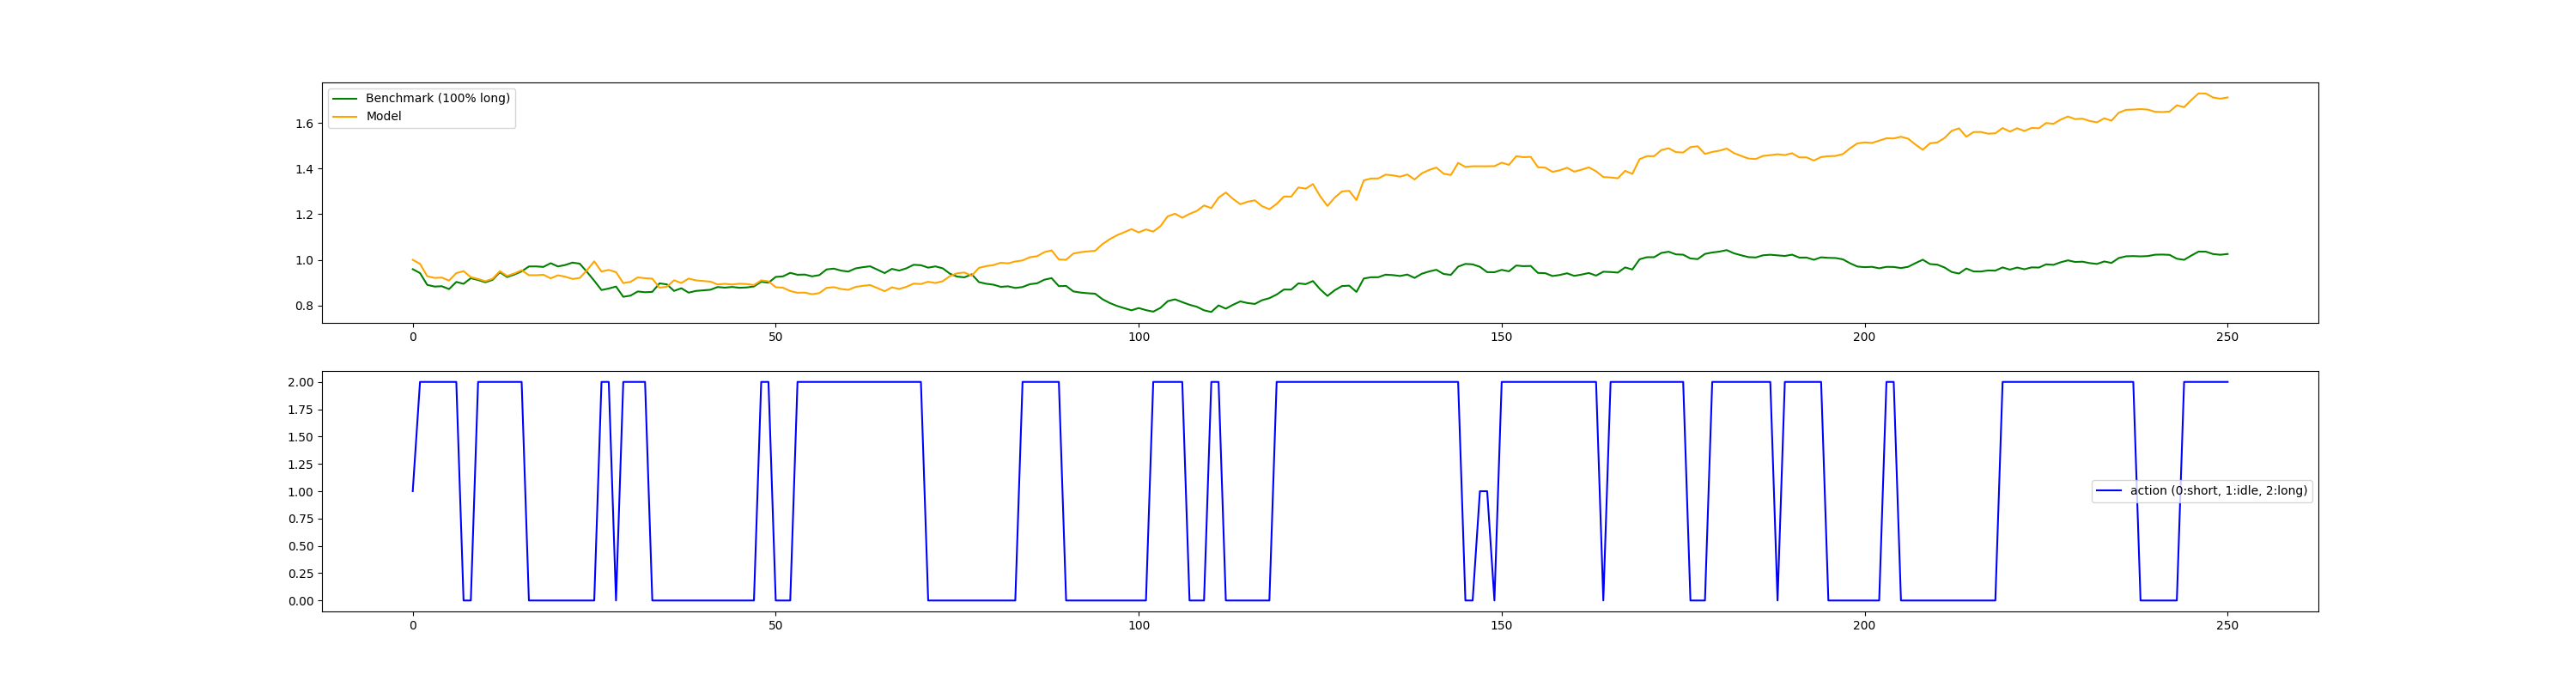 Benchmark (100% long)
Model
1.6
1.4
1.2
1.0
0.8
0 50 100 150 200 250
2.00
1.75
1.50
1.25
1.00
0.75
0.50
0.25
0.00
action (0:short, 1:idle, 2:long)
0 50 100 150 200 250